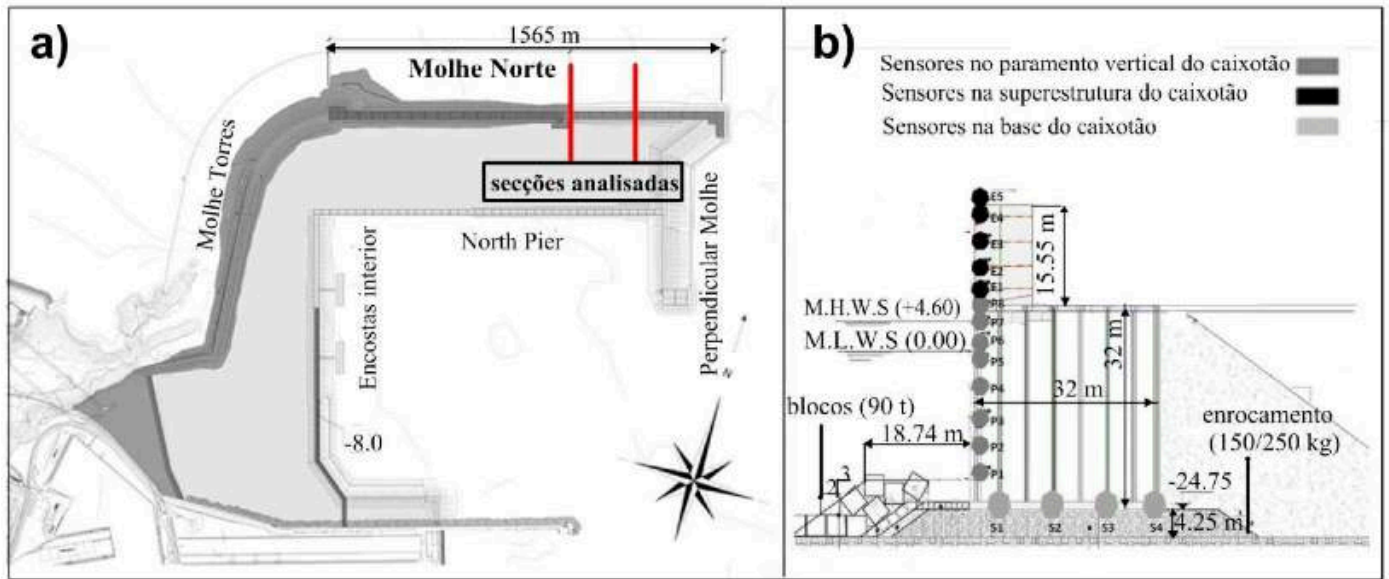 a)
1565 m
Molhe Norte
secções analisadas
Molhe Torres
North Pier
Encostas interior
Perpendicular Molhe
-8.0
N
b)
Sensores no paramento vertical do caixotão
Sensores na superestrutura do caixotão
Sensores na base do caixotão
E5
E4
E3
E2
E1
P8
15.55 m
M.H.W.S (+4.60)
P7
M.L.W.S (0.00)
P6
P5
32 m
P4
32 m
blocos (90 t)
enrocamento
(150/250 kg)
18.74 m
P3
P2
P1
3
2
-24.75
4.25 m
S1
S2
S3
S4